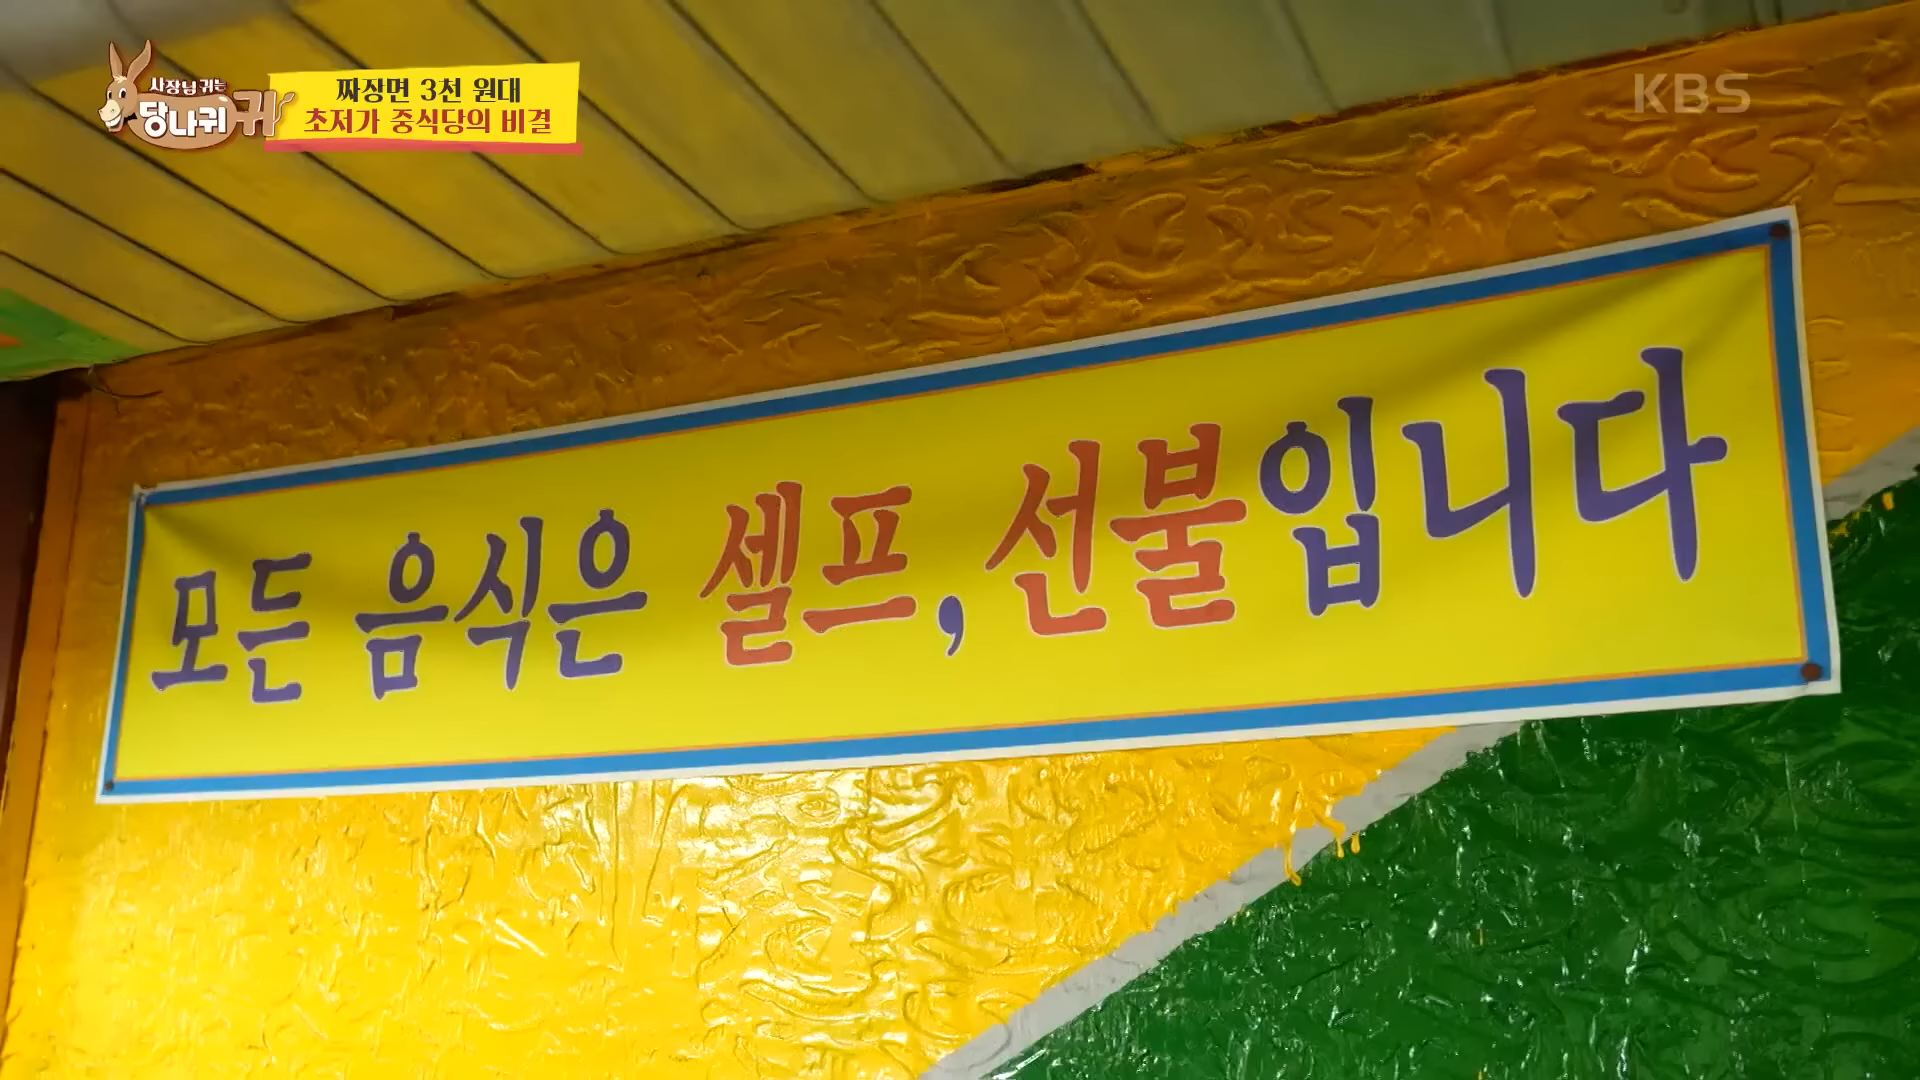 사장님 귀는
당나귀 귀
짜장면 3천 원대
초저가 중식당의 비결
KBS
모든 음식은 셀프, 선불입니다